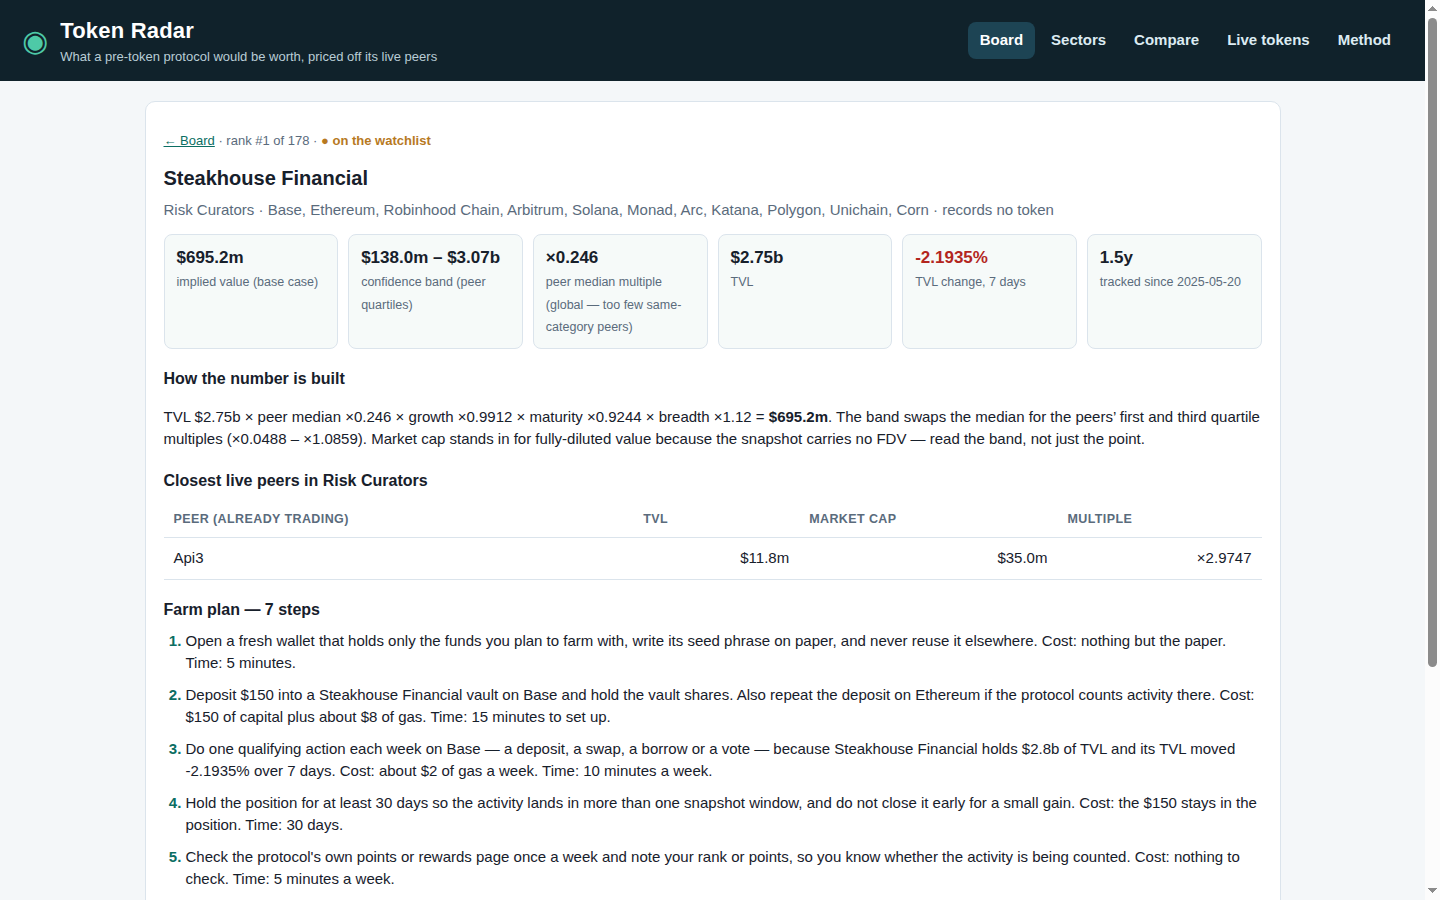 Token Radar
What a pre-token protocol would be worth, priced off its live peers
Board
Sectors
Compare
Live tokens
Method
← Board · rank #1 of 178 · ● on the watchlist
Steakhouse Financial
Risk Curators · Base, Ethereum, Robinhood Chain, Arbitrum, Solana, Monad, Arc, Katana, Polygon, Unichain, Corn · records no token
$695.2m
implied value (base case)
$138.0m – $3.07b
confidence band (peer
quartiles)
×0.246
peer median multiple
(global — too few same-
category peers)
$2.75b
TVL
-2.1935%
TVL change, 7 days
1.5y
tracked since 2025-05-20
How the number is built
TVL $2.75b × peer median ×0.246 × growth ×0.9912 × maturity ×0.9244 × breadth ×1.12 = $695.2m. The band swaps the median for the peers’ first and third quartile
multiples (×0.0488 – ×1.0859). Market cap stands in for fully-diluted value because the snapshot carries no FDV — read the band, not just the point.
Closest live peers in Risk Curators
PEER (ALREADY TRADING) TVL MARKET CAP MULTIPLE
Api3 $11.8m $35.0m ×2.9747
Farm plan — 7 steps
1. Open a fresh wallet that holds only the funds you plan to farm with, write its seed phrase on paper, and never reuse it elsewhere. Cost: nothing but the paper.
Time: 5 minutes.
2. Deposit $150 into a Steakhouse Financial vault on Base and hold the vault shares. Also repeat the deposit on Ethereum if the protocol counts activity there. Cost:
$150 of capital plus about $8 of gas. Time: 15 minutes to set up.
3. Do one qualifying action each week on Base — a deposit, a swap, a borrow or a vote — because Steakhouse Financial holds $2.8b of TVL and its TVL moved
-2.1935% over 7 days. Cost: about $2 of gas a week. Time: 10 minutes a week.
4. Hold the position for at least 30 days so the activity lands in more than one snapshot window, and do not close it early for a small gain. Cost: the $150 stays in the
position. Time: 30 days.
5. Check the protocol's own points or rewards page once a week and note your rank or points, so you know whether the activity is being counted. Cost: nothing to
check. Time: 5 minutes a week.